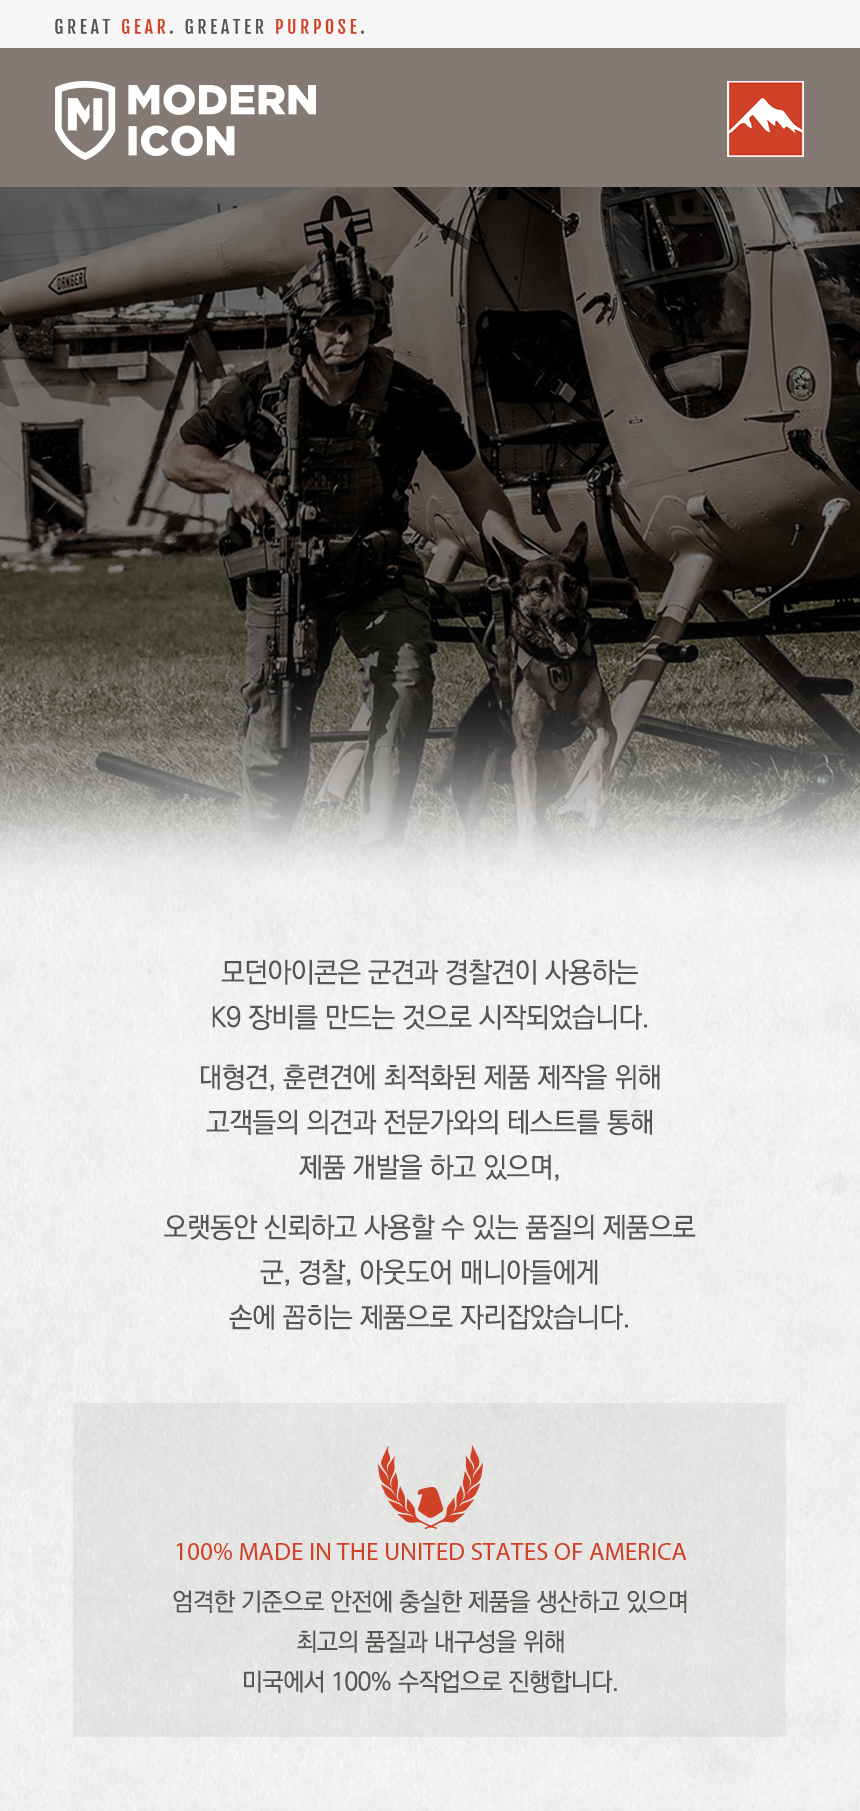 GREAT GEAR. GREATER PURPOSE.
MODERN
ICON
DANGER
모던아이콘은 군견과 경찰견이 사용하는
K9 장비를 만드는 것으로 시작되었습니다.
대형견, 훈련견에 최적화된 제품 제작을 위해
고객들의 의견과 전문가와의 테스트를 통해
제품 개발을 하고 있으며,
오랫동안 신뢰하고 사용할 수 있는 품질의 제품으로
군, 경찰, 아웃도어 매니아들에게
손에 꼽히는 제품으로 자리잡았습니다.
100% MADE IN THE UNITED STATES OF AMERICA
엄격한 기준으로 안전에 충실한 제품을 생산하고 있으며
최고의 품질과 내구성을 위해
미국에서 100% 수작업으로 진행합니다.